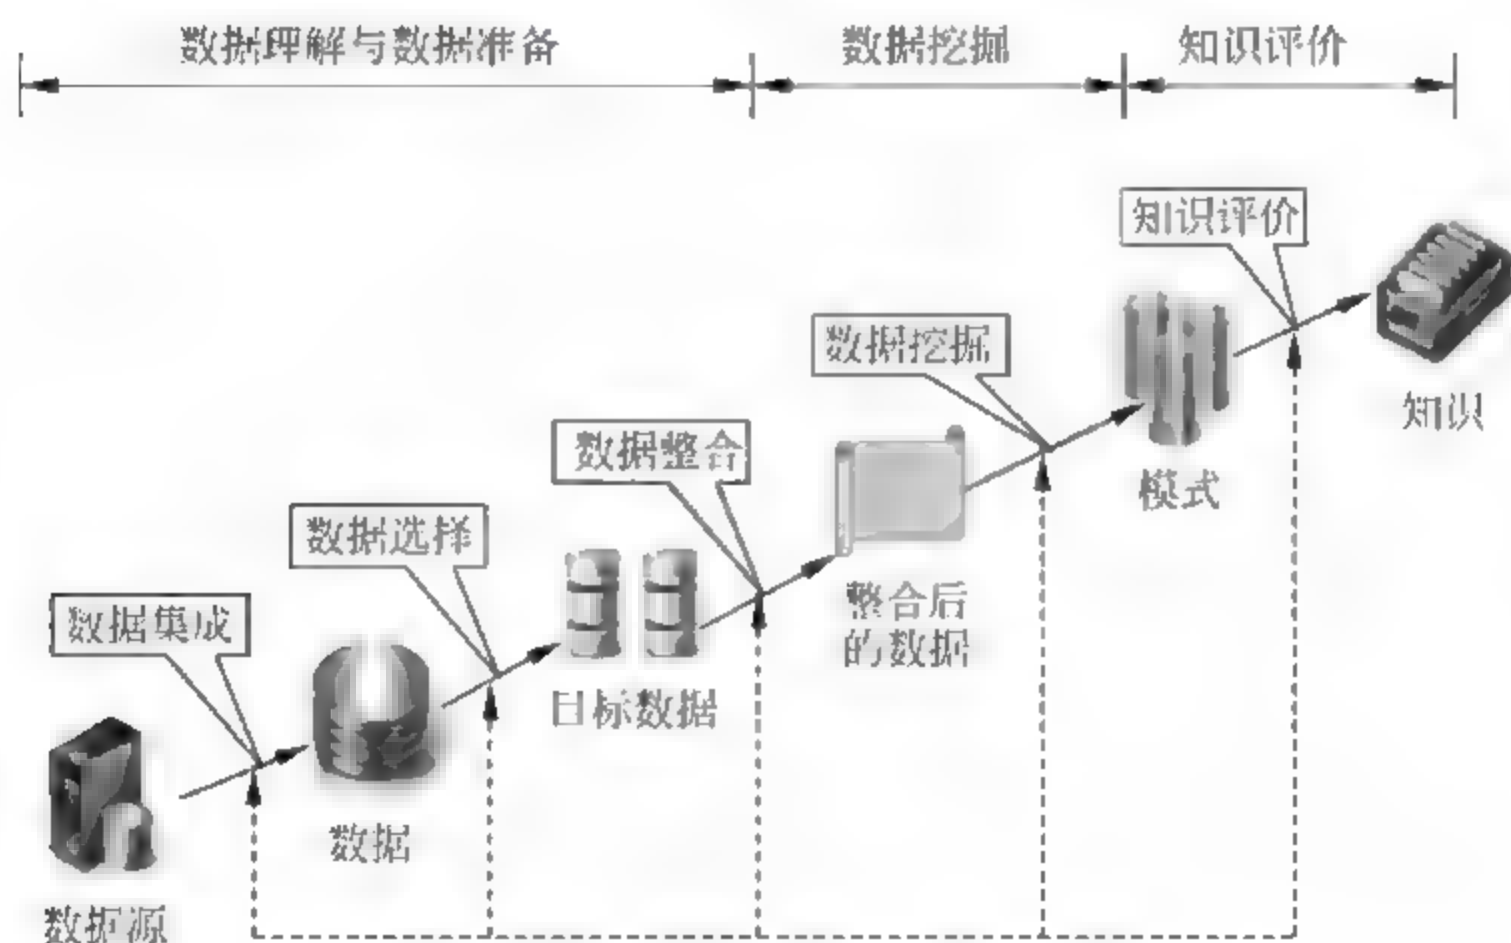 数据理解与数据准备
数据挖掘
知识评价
知识评价
数据挖掘
知识
数据整合
模式
数据选择
整合后
的数据
数据集成
目标数据
数据
数据源